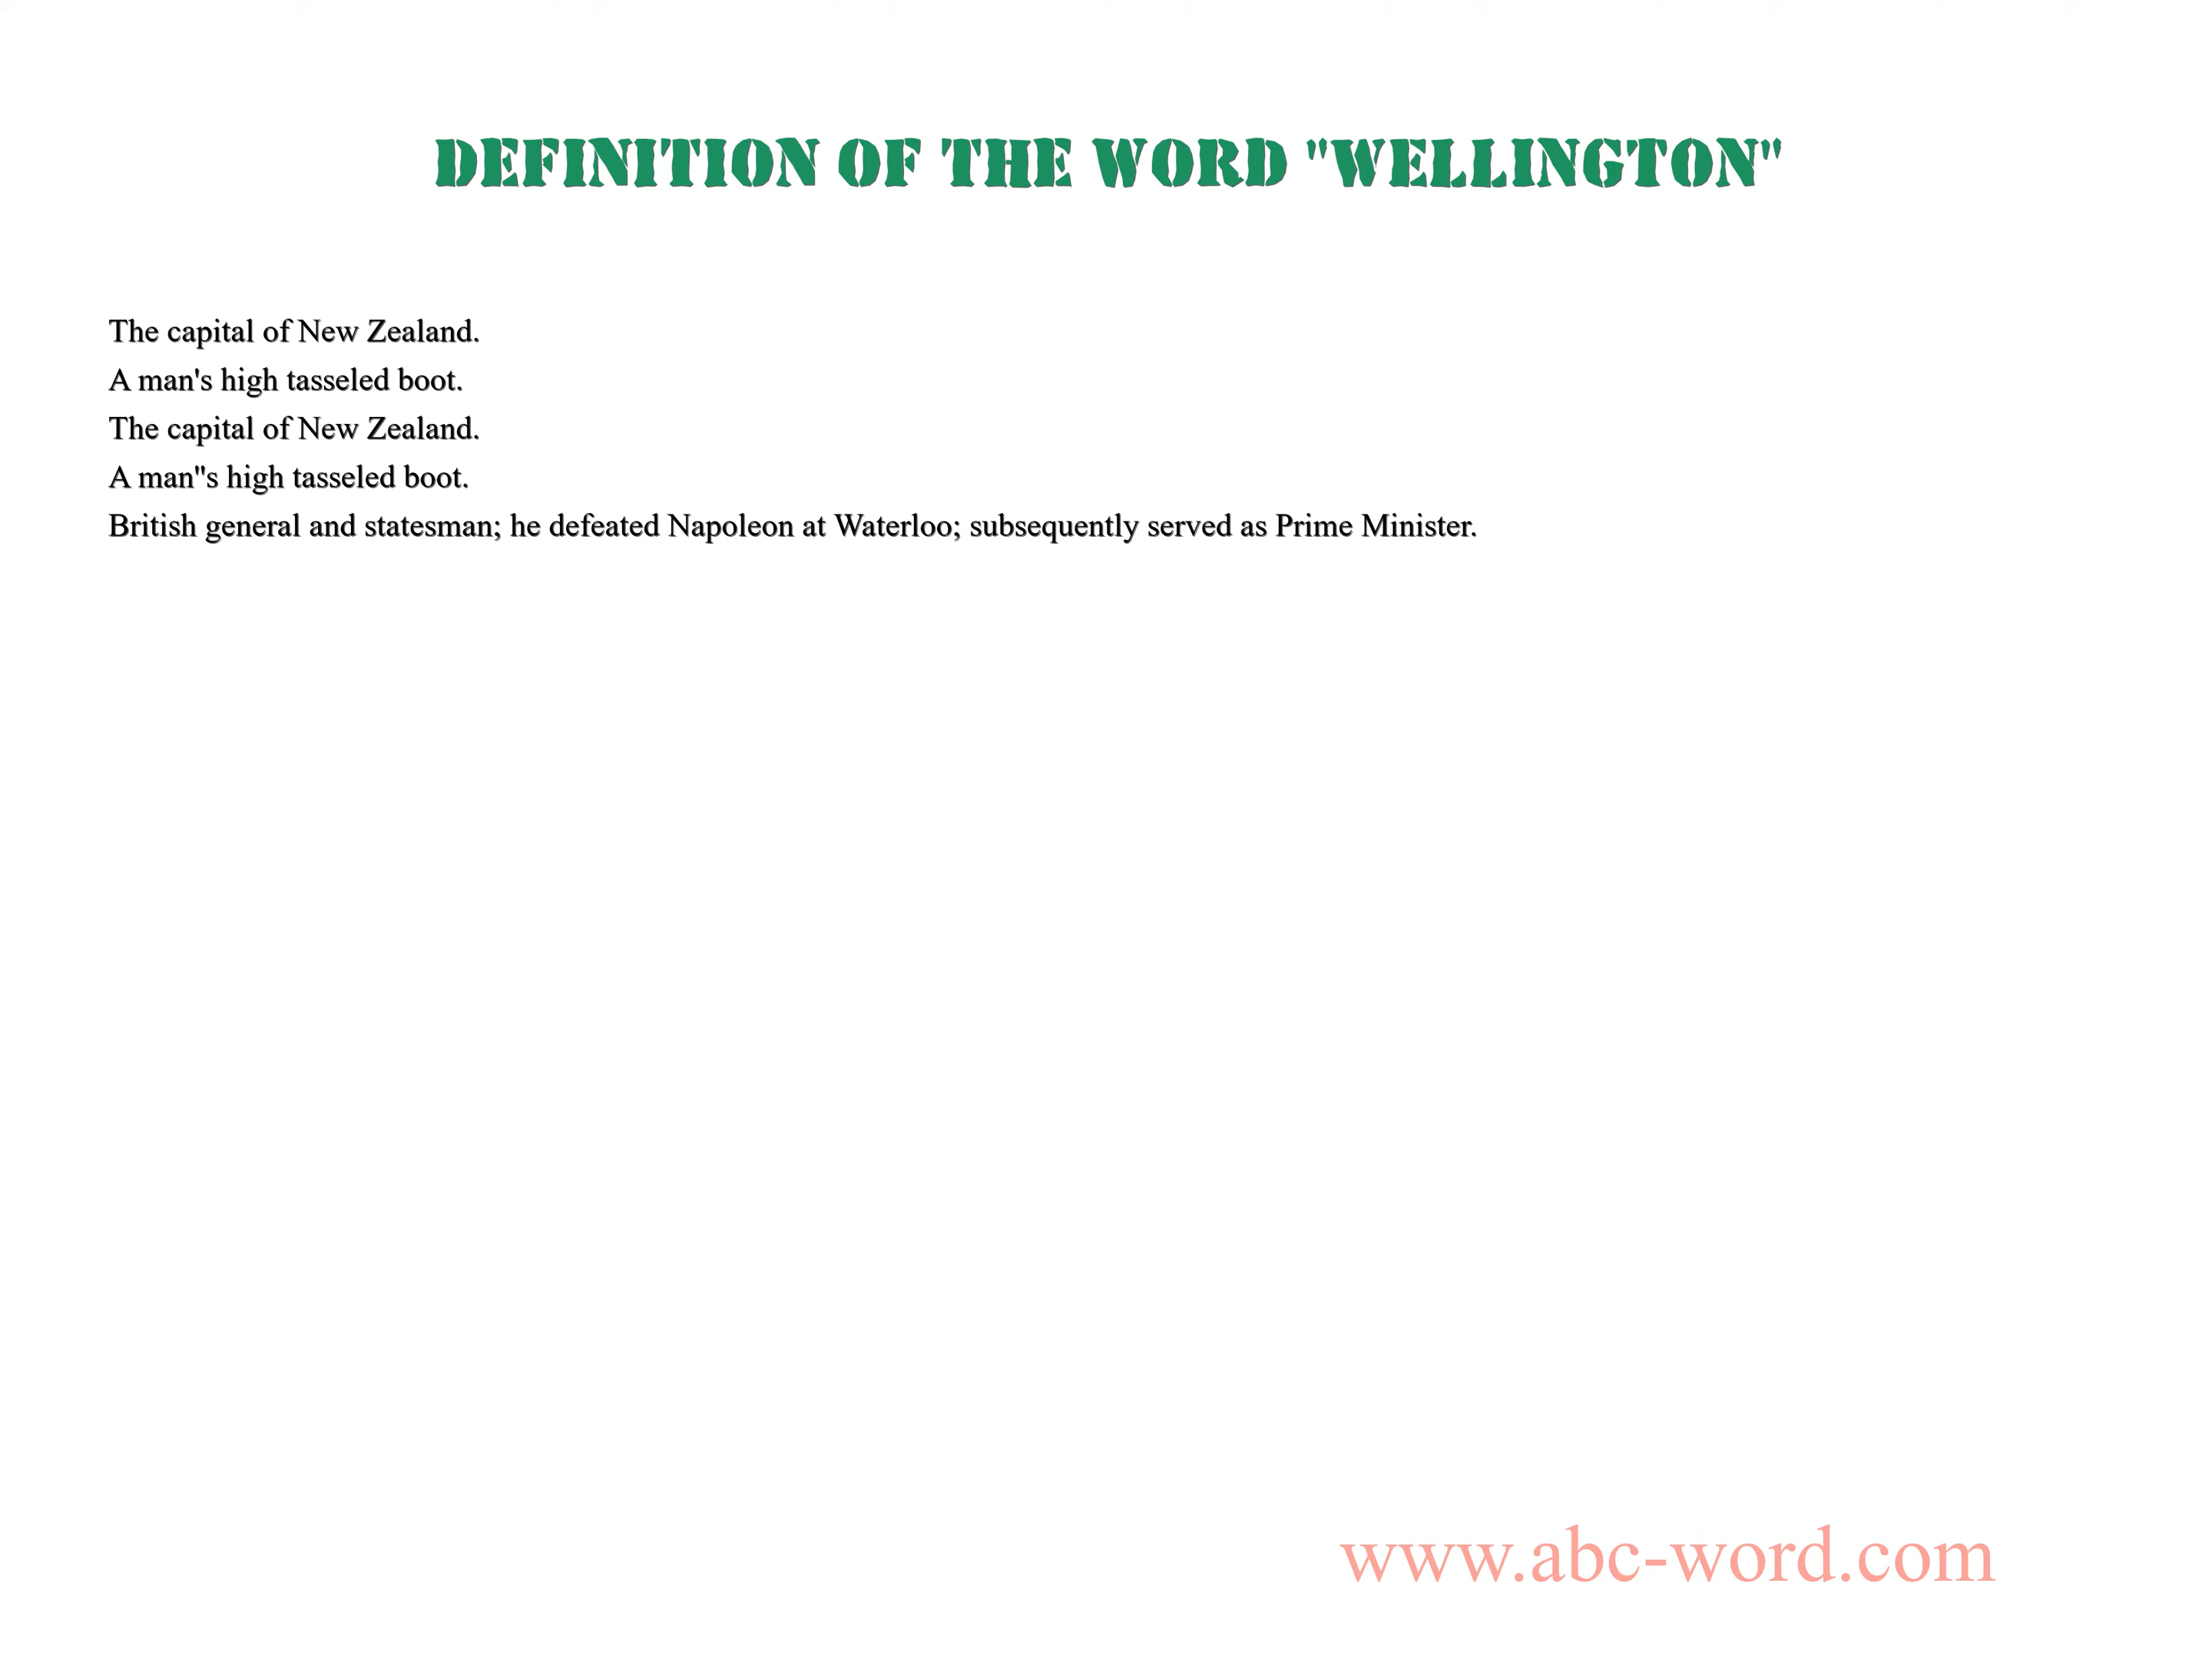 DEFINITION OF THE WORD "WELLINGTON"
The capital of New Zealand.
A man's high tasseled boot.
The capital of New Zealand.
A man''s high tasseled boot.
British general and statesman; he defeated Napoleon at Waterloo; subsequently served as Prime Minister.
www.abc-word.com